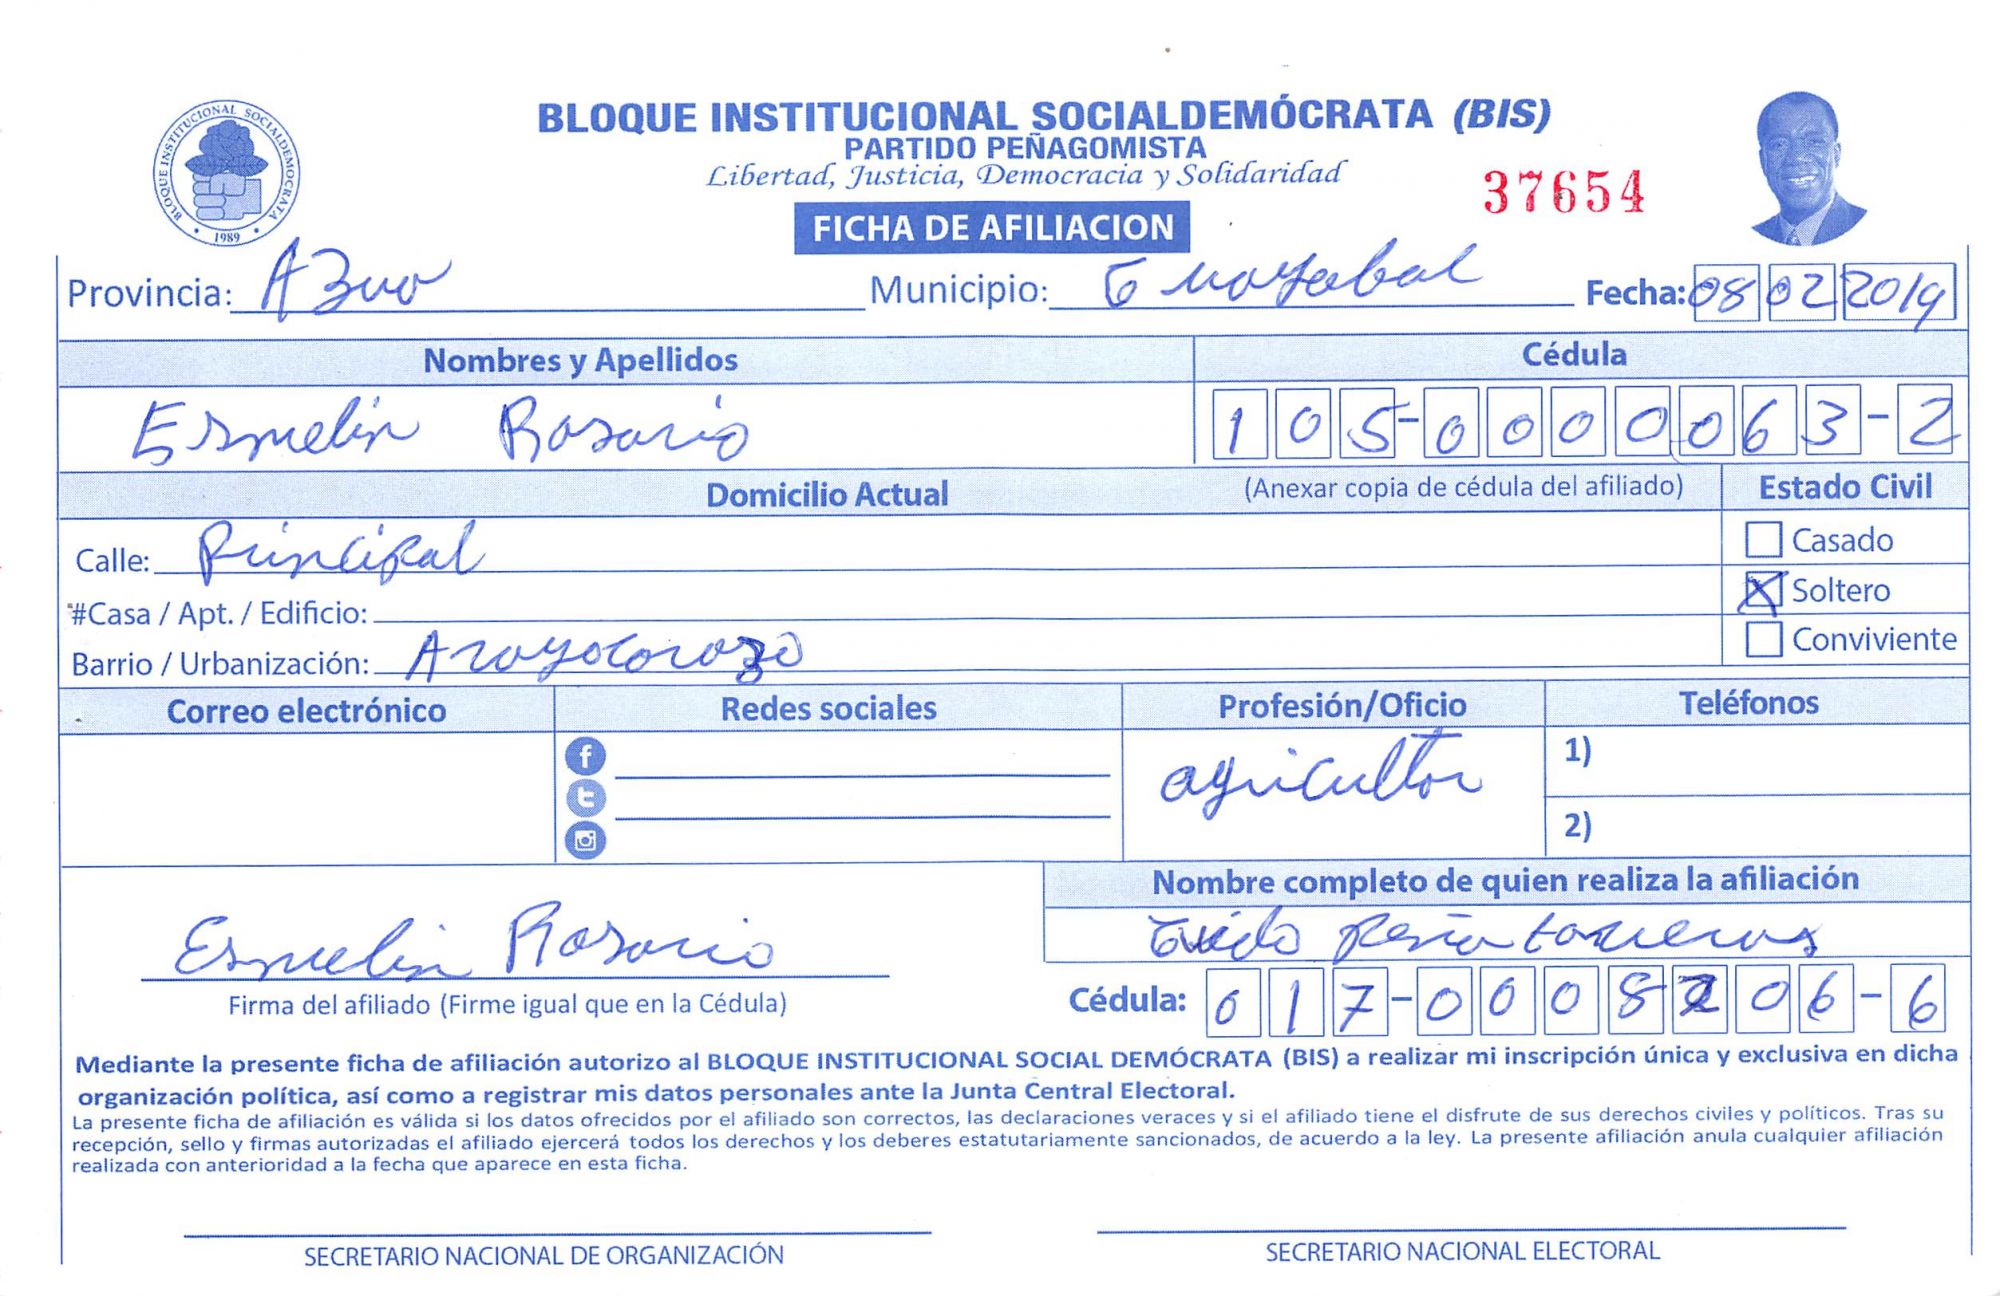 BLOQUE INSTITUCIONAL SOCIALDEMOCRATA
1989
BLOQUE INSTITUCIONAL SOCIALDEMÓCRATA (BIS)
PARTIDO PEÑAGOMISTA
Libertad, Justicia, Democracia y Solidaridad
37654
FICHA DE AFILIACION
Provincia: Azua Municipio: Guayabal Fecha: 08 02 2019
Nombres y Apellidos Cédula
Esmelin Rosario 105-0000063-2
Domicilio Actual (Anexar copia de cédula del afiliado) Estado Civil
Calle: Principal Casado
#Casa / Apt. / Edificio: X Soltero
Barrio / Urbanización: Conviviente
Correo electrónico Redes sociales Profesión/Oficio Teléfonos
agricultor 1)
2)
Nombre completo de quien realiza la afiliación
Esmelin Rosario Peña
Firma del afiliado (Firme igual que en la Cédula) Cédula: 017-0008206-6
Mediante la presente ficha de afiliación autorizo al BLOQUE INSTITUCIONAL SOCIAL DEMÓCRATA (BIS) a realizar mi inscripción única y exclusiva en dicha
organización política, así como a registrar mis datos personales ante la Junta Central Electoral.
La presente ficha de afiliación es válida si los datos ofrecidos por el afiliado son correctos, las declaraciones veraces y si el afiliado tiene el disfrute de sus derechos civiles y políticos. Tras su
recepción, sello y firmas autorizadas el afiliado ejercerá todos los derechos y los deberes estatutariamente sancionados, de acuerdo a la ley. La presente afiliación anula cualquier afiliación
realizada con anterioridad a la fecha que aparece en esta ficha.
SECRETARIO NACIONAL DE ORGANIZACIÓN SECRETARIO NACIONAL ELECTORAL